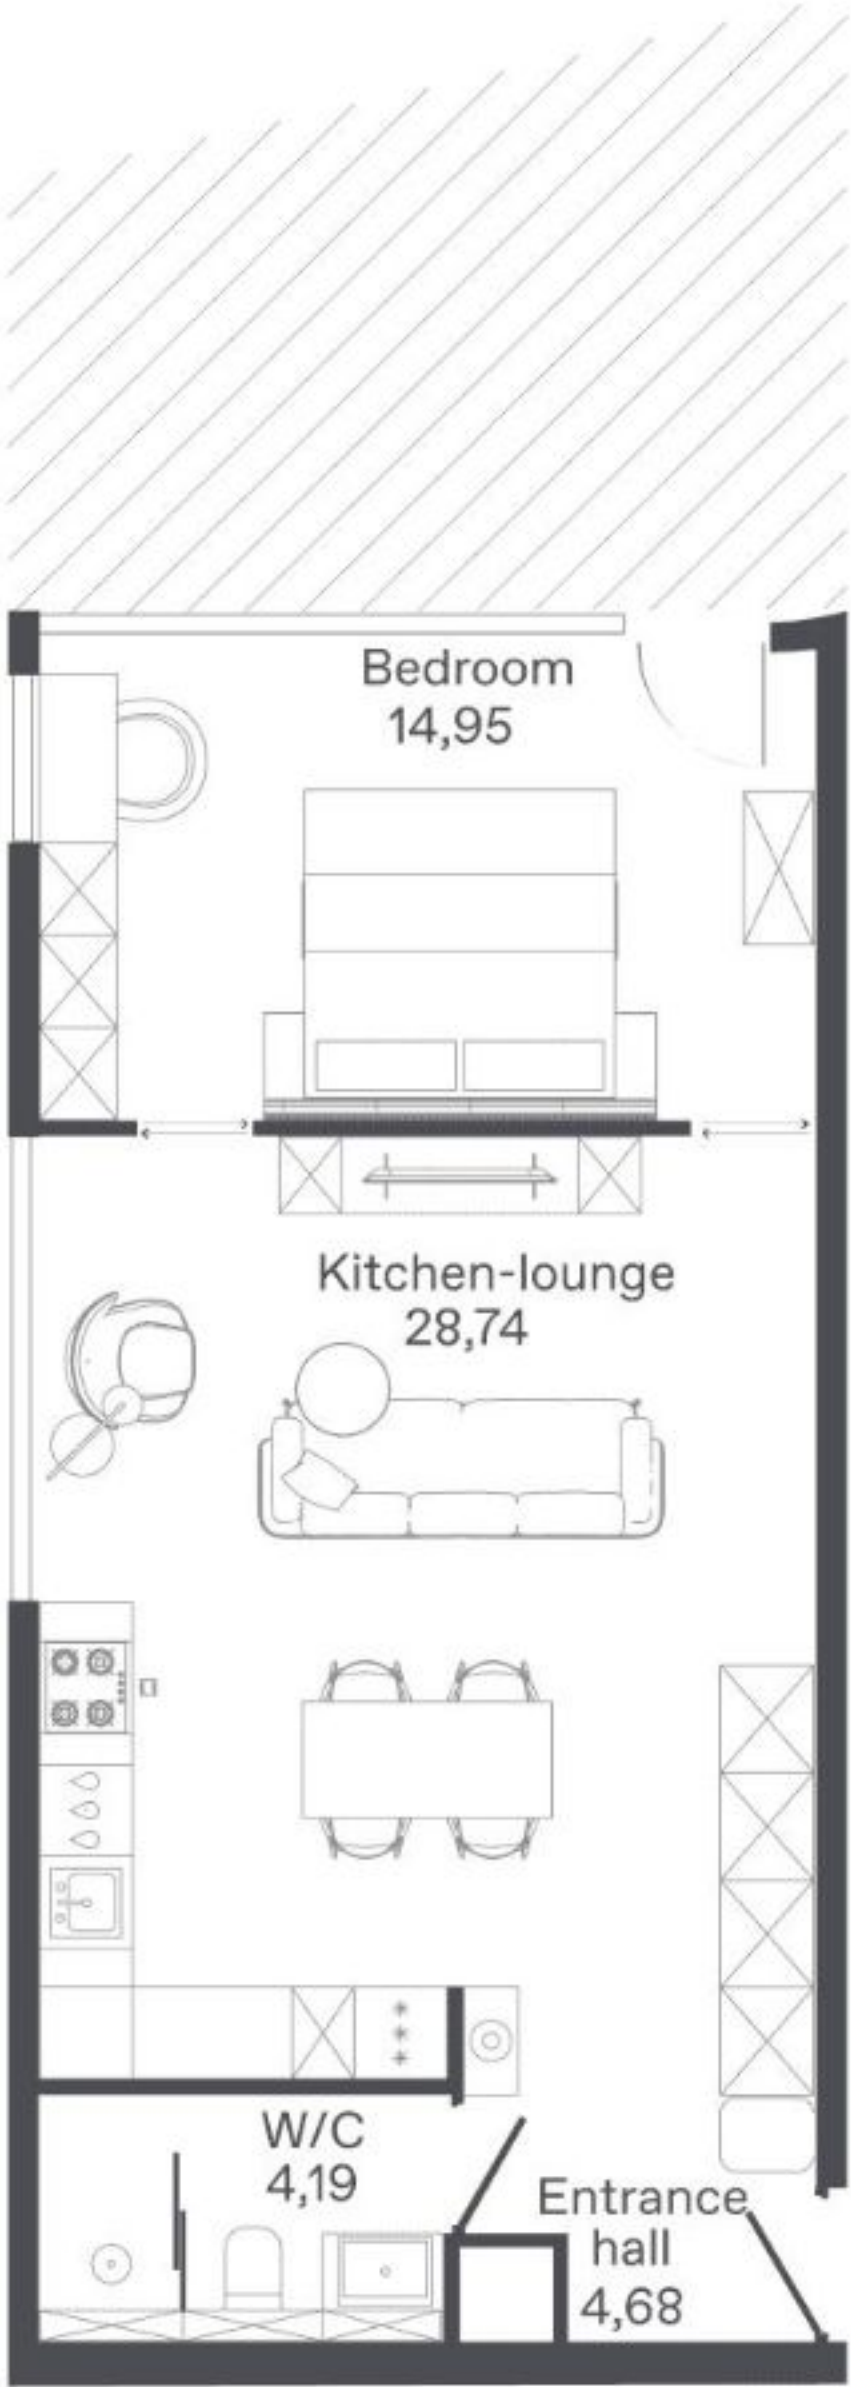 Bedroom
14,95
Kitchen-lounge
28,74
W/C
4,19
Entrance
hall
4,68